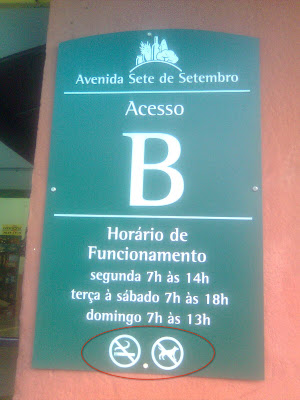 Avenida Sete de Setembro
Acesso
B
Horário de
Funcionamento
segunda 7h às 14h
terça à sábado 7h às 18h
domingo 7h às 13h